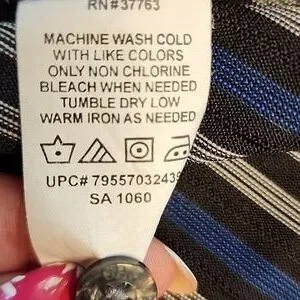 RN#37763
MACHINE WASH COLD
WITH LIKE COLORS
ONLY NON CHLORINE
BLEACH WHEN NEEDED
TUMBLE DRY LOW
WARM IRON AS NEEDED
UPC# 79557032439
SA 1060